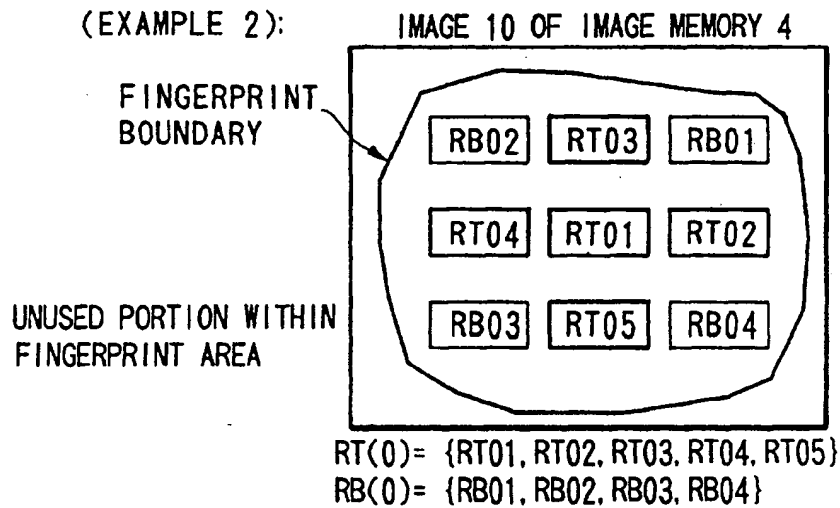 (EXAMPLE 2):
IMAGE 10 OF IMAGE MEMORY 4
FINGERPRINT
BOUNDARY
RB02 RT03 RB01
RT04 RT01 RT02
RB03 RT05 RB04
UNUSED PORTION WITHIN
FINGERPRINT AREA
RT(0)= {RT01, RT02, RT03, RT04, RT05}
RB(0)= {RB01, RB02, RB03, RB04}